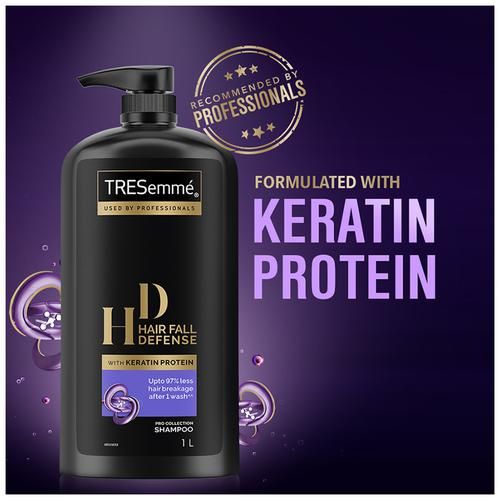 RECOMMENDED BY
PROFESSIONALS
FORMULATED WITH
KERATIN
PROTEIN
TRESemmé®
USED BY PROFESSIONALS
HD
HAIR FALL
DEFENSE
WITH KERATIN PROTEIN
Upto 97% less
hair breakage
after 1 wash^^
PRO COLLECTION
SHAMPOO
1 L